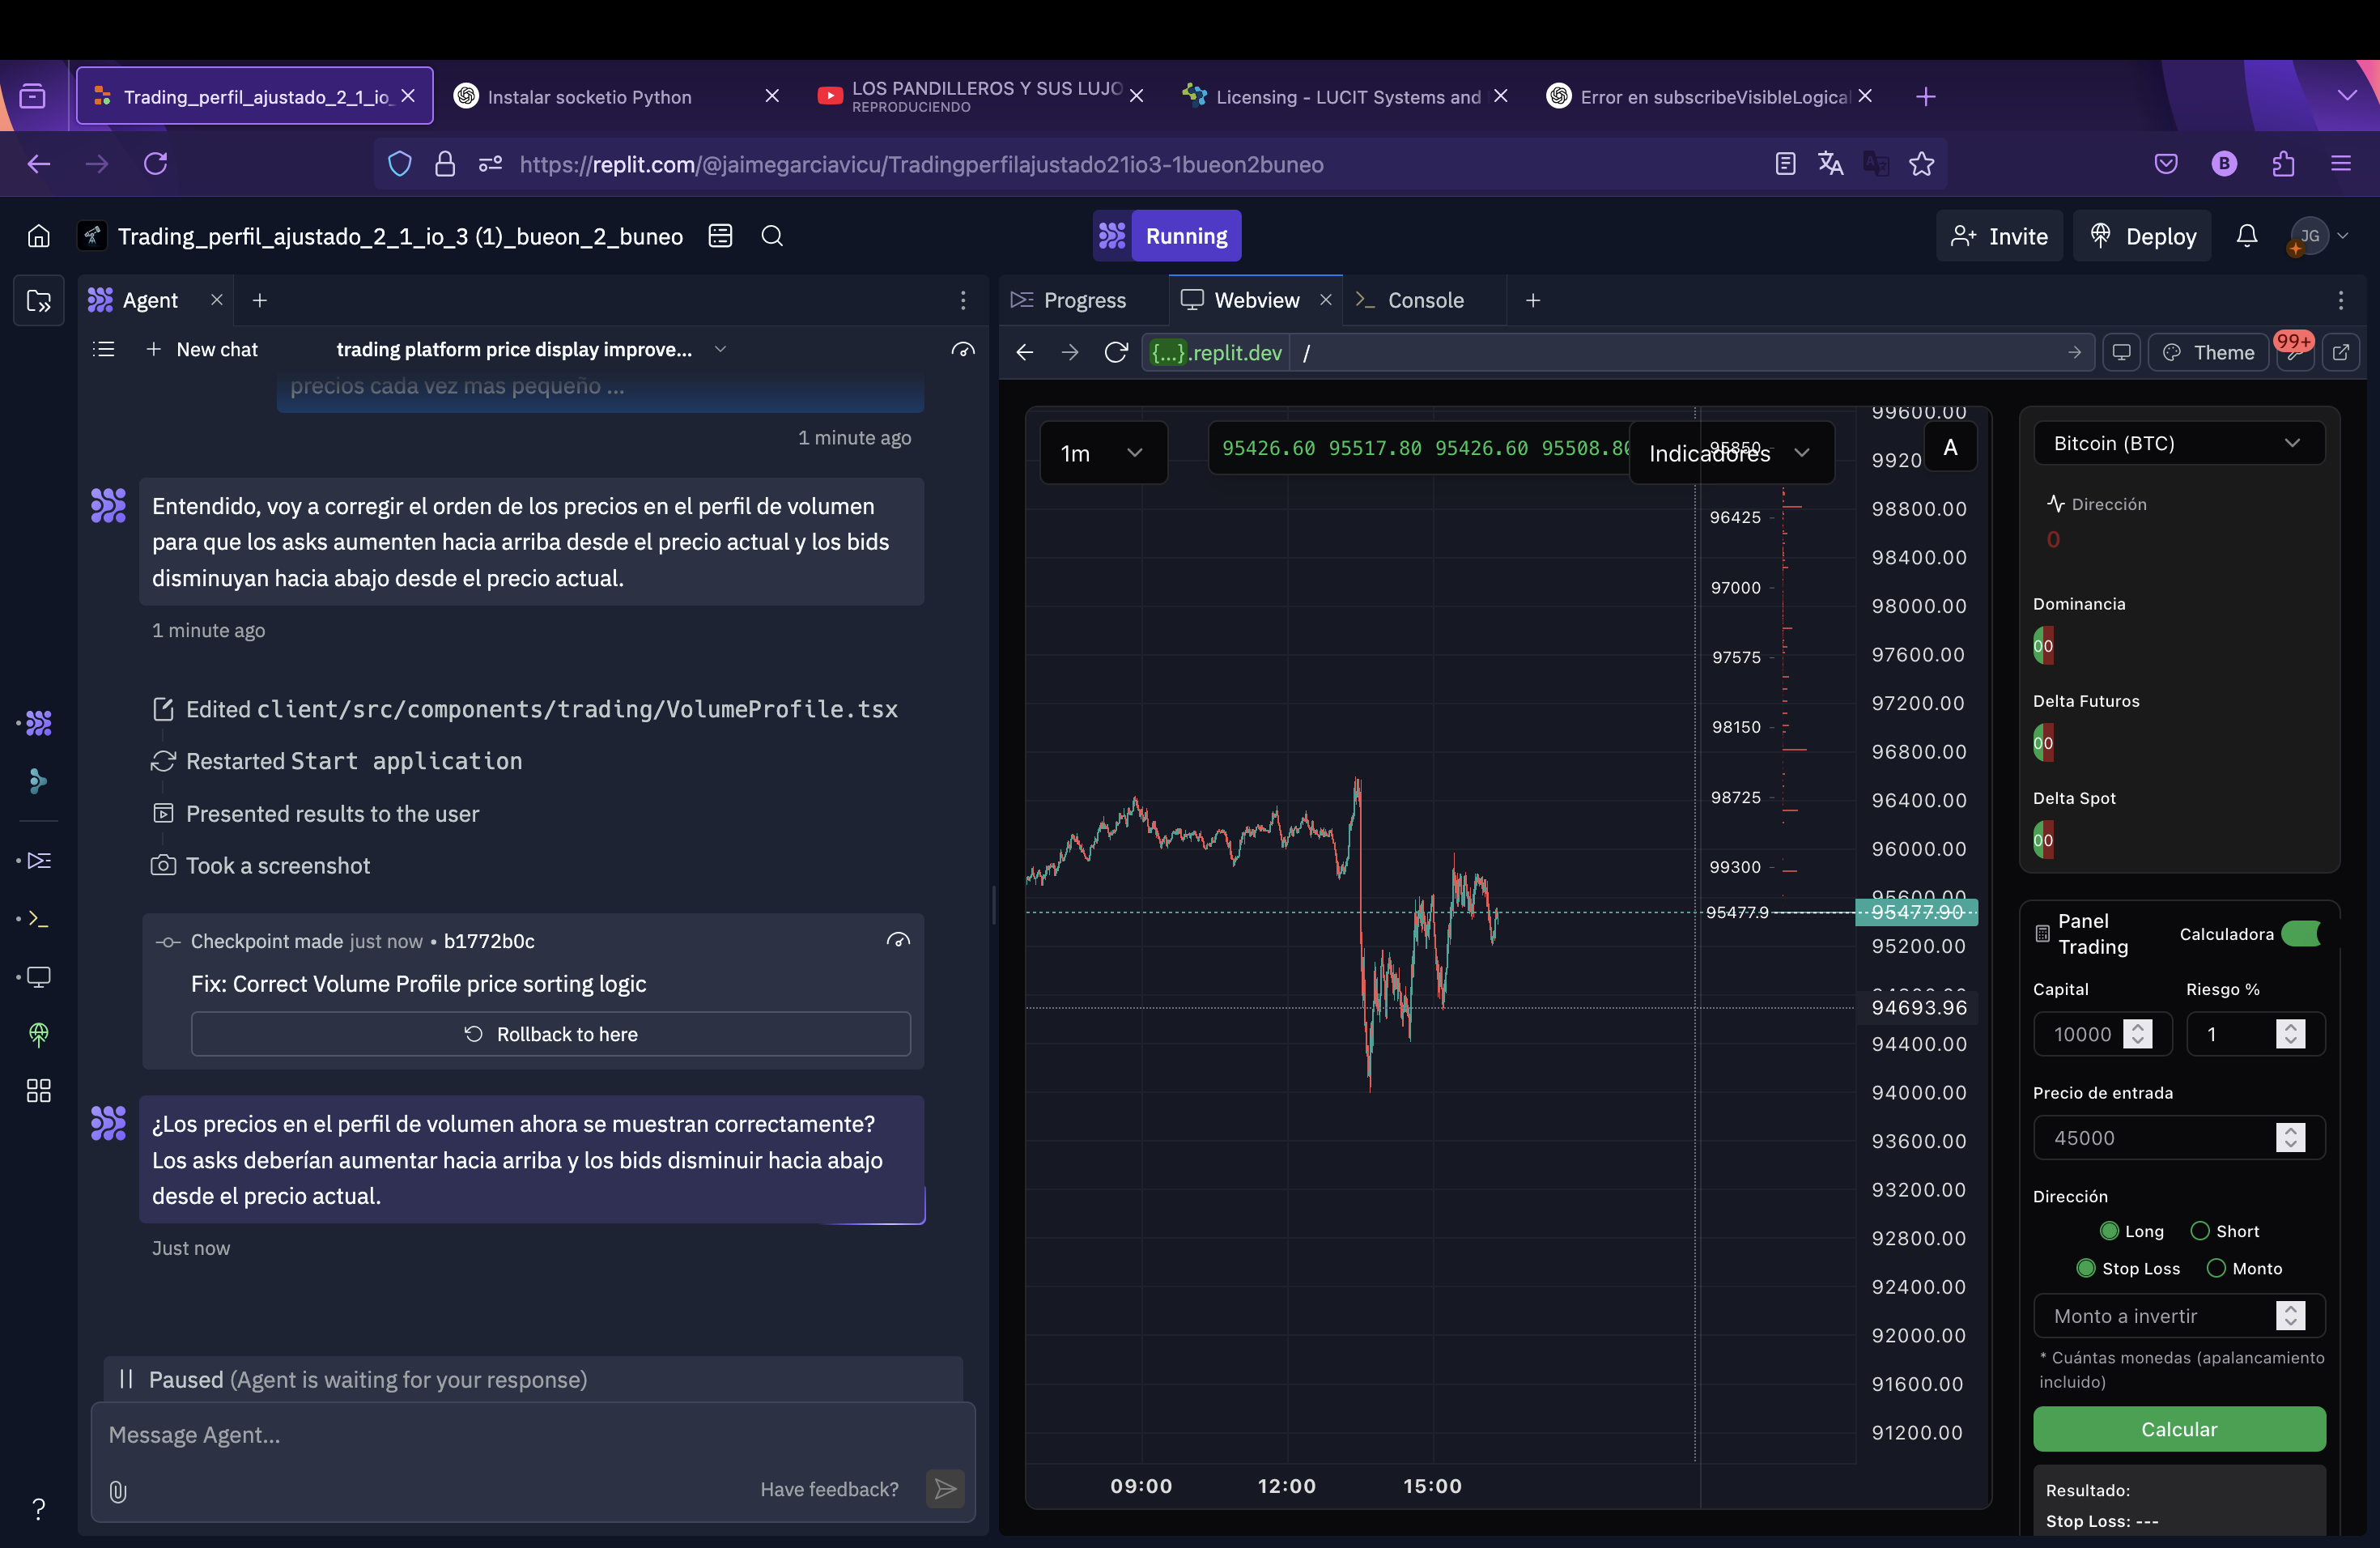 Trading_perfil_ajustado_2_1_io_
Instalar socketio Python
LOS PANDILLEROS Y SUS LUJO
REPRODUCIENDO
Licensing - LUCIT Systems and
Error en subscribeVisibleLogical
https://replit.com/@jaimegarciavicu/Tradingperfilajustado21io3-1bueon2buneo
B
Trading_perfil_ajustado_2_1_io_3 (1)_bueon_2_buneo
Running
Invite
Deploy
JG
Agent
New chat
trading platform price display improve...
precios cada vez mas pequeño ...
1 minute ago
Entendido, voy a corregir el orden de los precios en el perfil de volumen
para que los asks aumenten hacia arriba desde el precio actual y los bids
disminuyan hacia abajo desde el precio actual.
1 minute ago
Edited client/src/components/trading/VolumeProfile.tsx
Restarted Start application
Presented results to the user
Took a screenshot
Checkpoint made just now • b1772b0c
Fix: Correct Volume Profile price sorting logic
Rollback to here
¿Los precios en el perfil de volumen ahora se muestran correctamente?
Los asks deberían aumentar hacia arriba y los bids disminuir hacia abajo
desde el precio actual.
Just now
Paused (Agent is waiting for your response)
Message Agent...
Have feedback?
?
Progress
Webview
Console
{...}.replit.dev
/
Theme
99+
1m
95426.60 95517.80 95426.60 95508.80
Indicadores
A
95850
96425
97000
97575
98150
98725
99300
95477.9
99600.00
9920
98800.00
98400.00
98000.00
97600.00
97200.00
96800.00
96400.00
96000.00
95600.00
95477.90
95200.00
94693.96
94400.00
94000.00
93600.00
93200.00
92800.00
92400.00
92000.00
91600.00
91200.00
09:00
12:00
15:00
Bitcoin (BTC)
Dirección
0
Dominancia
00
Delta Futuros
00
Delta Spot
00
Panel
Trading
Calculadora
Capital
Riesgo %
10000
1
Precio de entrada
45000
Dirección
Long
Short
Stop Loss
Monto
Monto a invertir
* Cuántas monedas (apalancamiento
incluido)
Calcular
Resultado:
Stop Loss: ---